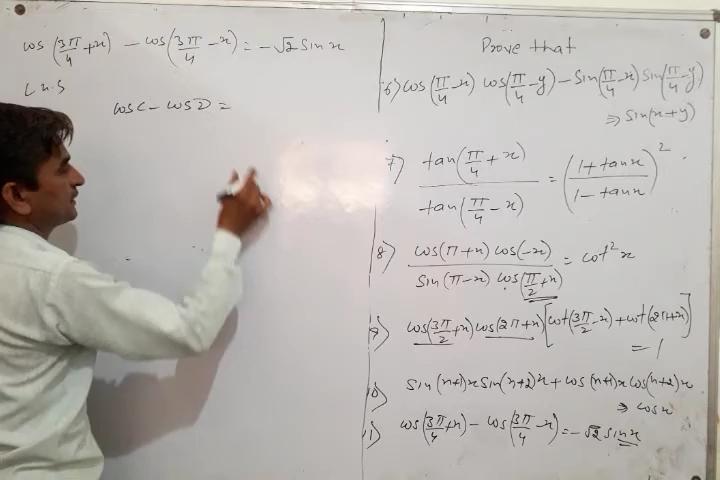 cos(3π/4 + x) - cos(3π/4 - x) = -√2 sin x
L.H.S
cos C - cos D =
Prove that
6) cos(π/4 - x) cos(π/4 - y) - sin(π/4 - x) sin(π/4 - y)
⇒ sin(x + y)
7) tan(π/4 + x) / tan(π/4 - x) = ((1 + tan x)/(1 - tan x))²
8) cos(π + x) cos(-x) / sin(π - x) cos(π/2 + x) = cot² x
9) cos(3π/2 + x) cos(2π + x) [cot(3π/2 - x) + cot(2π + x)]
= 1
10) sin(n+1)x sin(n+2)x + cos(n+1)x cos(n+2)x
⇒ cos x
11) cos(3π/4 + x) - cos(3π/4 - x) = -√2 sin x